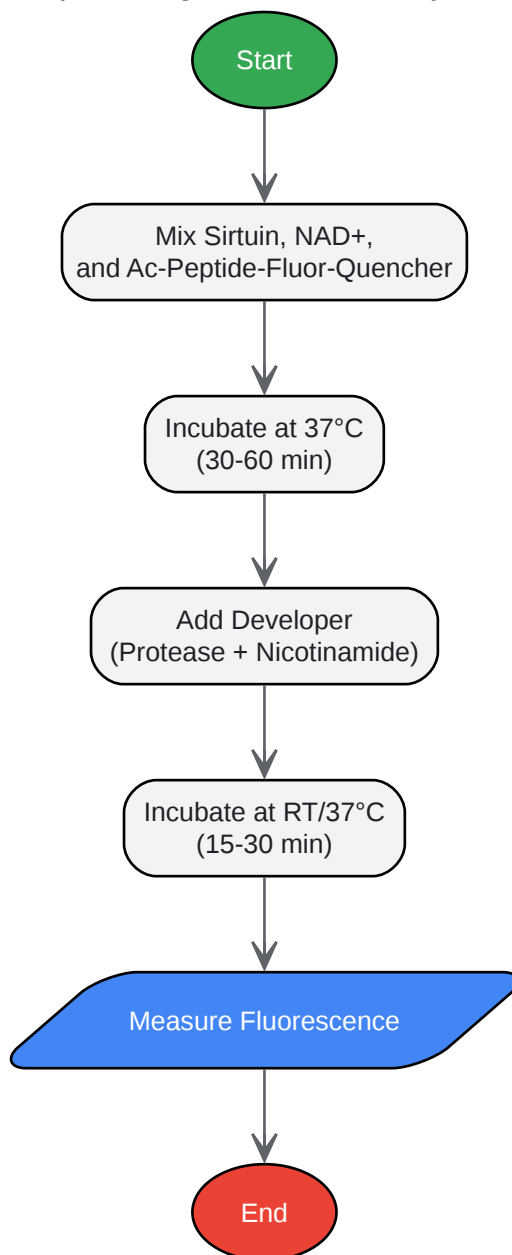 Start
Mix Sirtuin, NAD+,
and Ac-Peptide-Fluor-Quencher
Incubate at 37°C
(30-60 min)
Add Developer
(Protease + Nicotinamide)
Incubate at RT/37°C
(15-30 min)
Measure Fluorescence
End